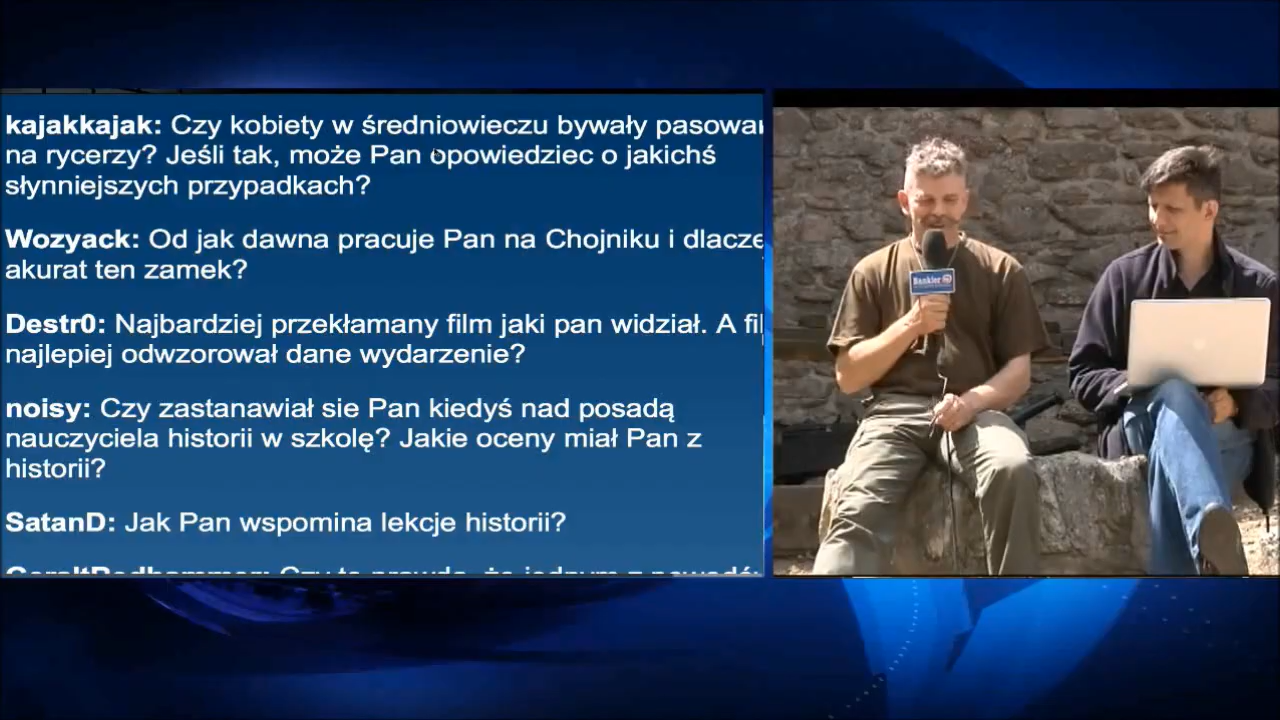 kajakkajak: Czy kobiety w średniowieczu bywały
na rycerzy? Jeśli tak, może Pan opowiedziec o jakichś
słynniejszych przypadkach?
Wozyack: Od jak dawna pracuje Pan na Chojniku i
akurat ten zamek?
Destr0: Najbardziej przekłamany film jaki pan widział. A
najlepiej odwzorował dane wydarzenie?
noisy: Czy zastanawiał sie Pan kiedyś nad posadą
nauczyciela historii w szkolę? Jakie oceny miał Pan z
historii?
SatanD: Jak Pan wspomina lekcje historii?
Bankier